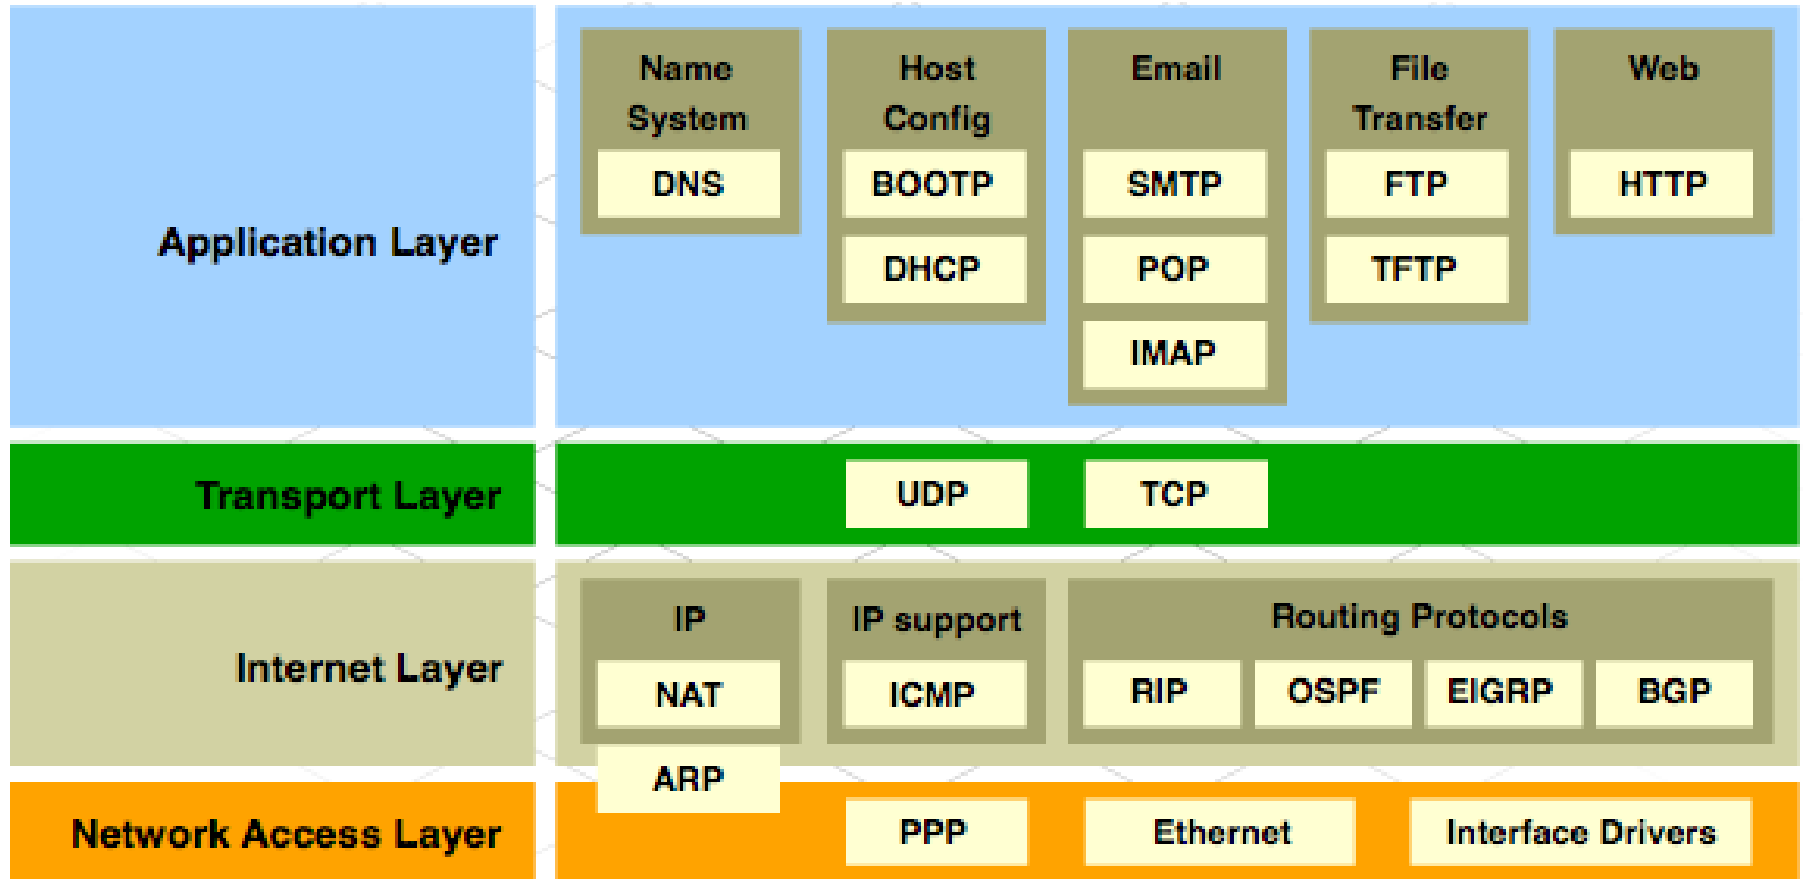 Application Layer
Name
System
DNS
Host
Config
BOOTP
DHCP
Email
SMTP
POP
IMAP
File
Transfer
FTP
TFTP
Web
HTTP
Transport Layer
UDP
TCP
Internet Layer
IP
NAT
ARP
IP support
ICMP
Routing Protocols
RIP
OSPF
EIGRP
BGP
Network Access Layer
PPP
Ethernet
Interface Drivers